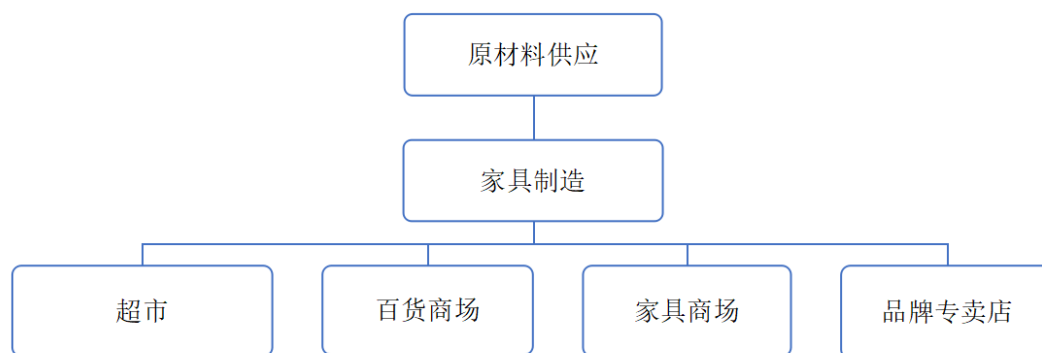 原材料供应
家具制造
超市
百货商场
家具商场
品牌专卖店